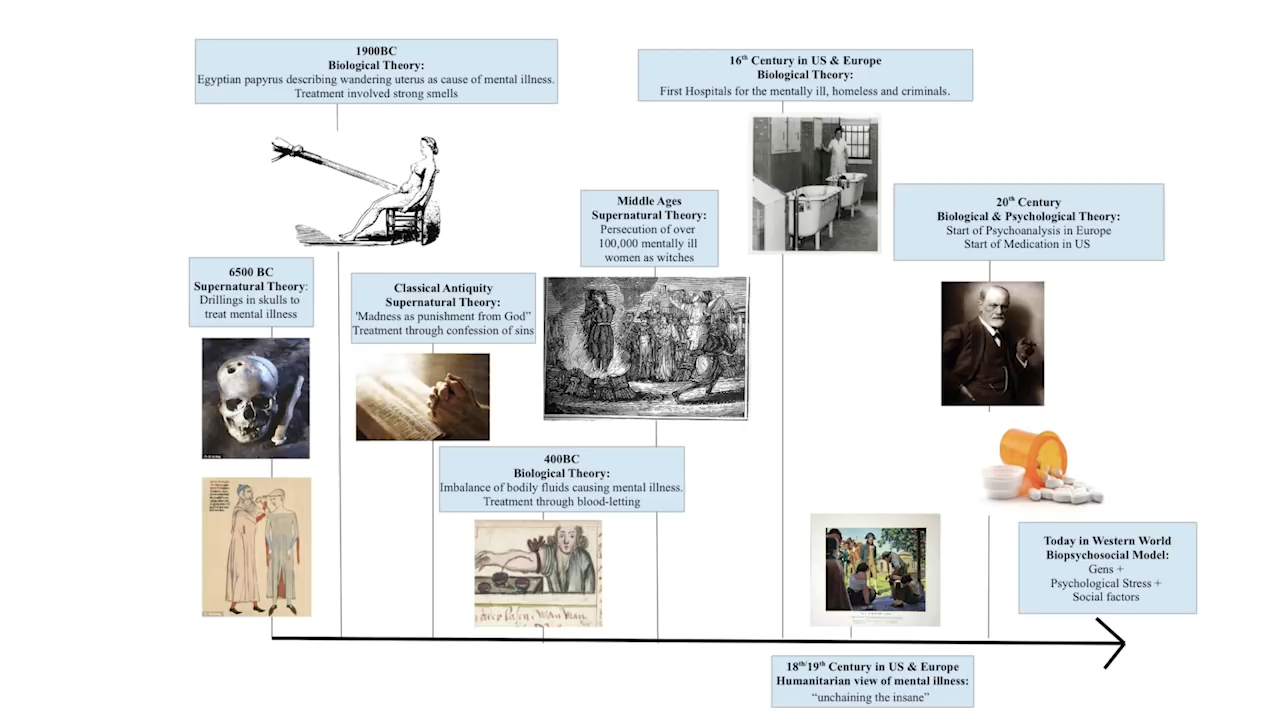 1900BC
Biological Theory:
Egyptian papyrus describing wandering uterus as cause of mental illness.
Treatment involved strong smells
16th Century in US & Europe
Biological Theory:
First Hospitals for the mentally ill, homeless and criminals.
Middle Ages
Supernatural Theory:
Persecution of over
100,000 mentally ill
women as witches
20th Century
Biological & Psychological Theory:
Start of Psychoanalysis in Europe
Start of Medication in US
6500 BC
Supernatural Theory:
Drillings in skulls to
treat mental illness
Classical Antiquity
Supernatural Theory:
'Madness as punishment from God”
Treatment through confession of sins
400BC
Biological Theory:
Imbalance of bodily fluids causing mental illness.
Treatment through blood-letting
Today in Western World
Biopsychosocial Model:
Gens +
Psychological Stress +
Social factors
18th/19th Century in US & Europe
Humanitarian view of mental illness:
“unchaining the insane”